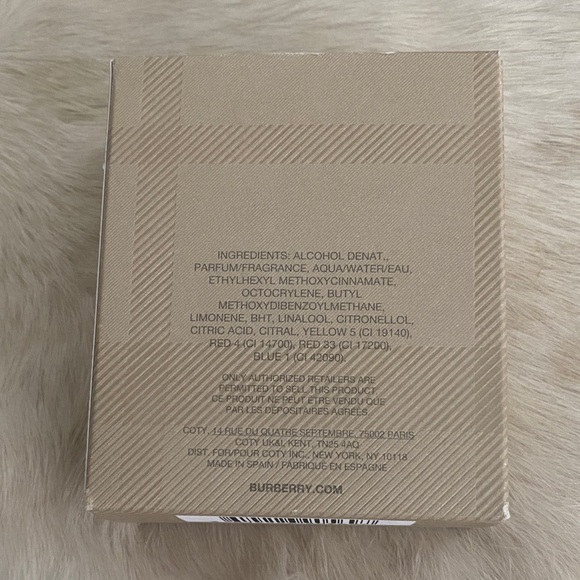 INGREDIENTS: ALCOHOL DENAT.,
PARFUM/FRAGRANCE, AQUA/WATER/EAU,
ETHYLHEXYL METHOXYCINNAMATE,
OCTOCRYLENE, BUTYL
METHOXYDIBENZOYLMETHANE,
LIMONENE, BHT, LINALOOL, CITRONELLOL,
CITRIC ACID, CITRAL, YELLOW 5 (CI 19140),
RED 4 (CI 14700), RED 33 (CI 17200),
BLUE 1 (CI 42090).
ONLY AUTHORIZED RETAILERS ARE
PERMITTED TO SELL THIS PRODUCT.
CE PRODUIT NE PEUT ÊTRE VENDU QUE
PAR LES DÉPOSITAIRES AGRÉÉS.
COTY, 14 RUE DU QUATRE SEPTEMBRE, 75002 PARIS
COTY UK&I, KENT, TN25 4AQ
DIST. FOR/POUR COTY INC., NEW YORK, NY 10118
MADE IN SPAIN / FABRIQUÉ EN ESPAGNE
BURBERRY.COM